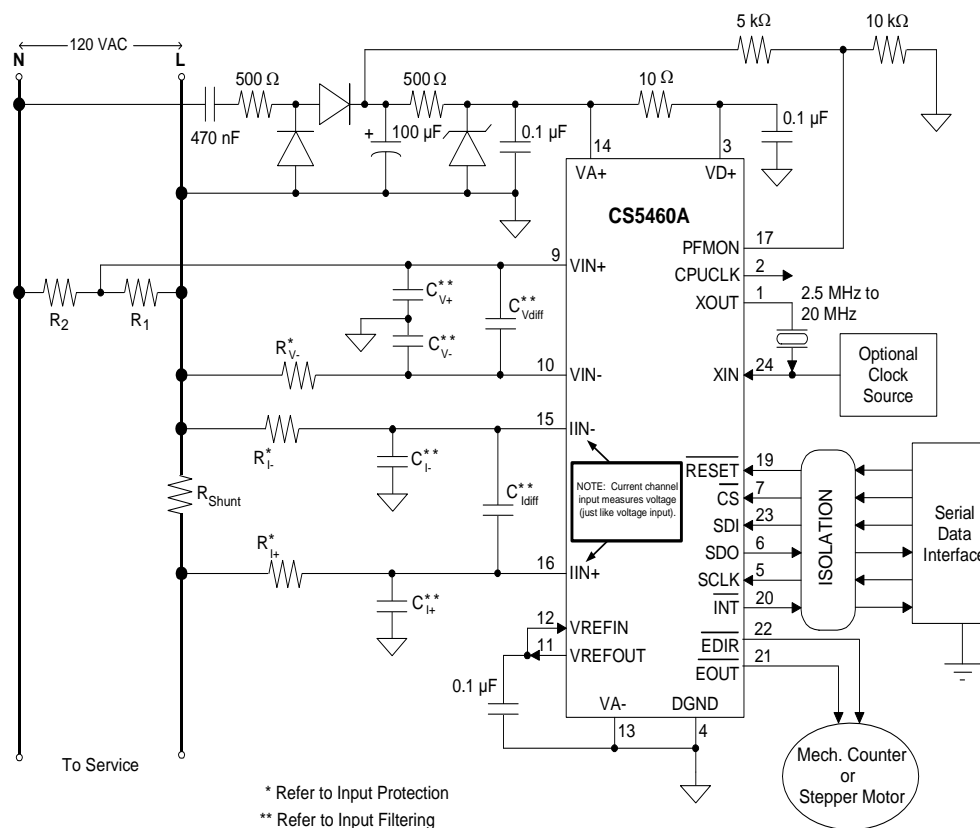 5 kΩ
10 kΩ
120 VAC
N
L
500 Ω
500Ω
10 Ω
470 nF
+
100 µF
0.1 µF
0.1 µF
14
3
VA+
VD+
CS5460A
PFMON
17
9
VIN+
CPUCLK
2
XOUT
1
2.5 MHz to
20 MHz
R2
R1
C**V+
C**Vdiff
C**V-
R*V-
10
VIN-
XIN
24
Optional
Clock
Source
15
IIN-
R*I-
C**I-
C**Idiff
NOTE: Current channel
input measures voltage
(just like voltage input).
RShunt
RESET
19
CS
7
SDI
23
SDO
6
SCLK
5
INT
20
ISOLATION
Serial
Data
Interface
R*I+
16
IIN+
C**I+
12
VREFIN
11
VREFOUT
EDIR
22
EOUT
21
0.1 µF
VA-
DGND
13
4
Mech. Counter
or
Stepper Motor
To Service
* Refer to Input Protection
** Refer to Input Filtering